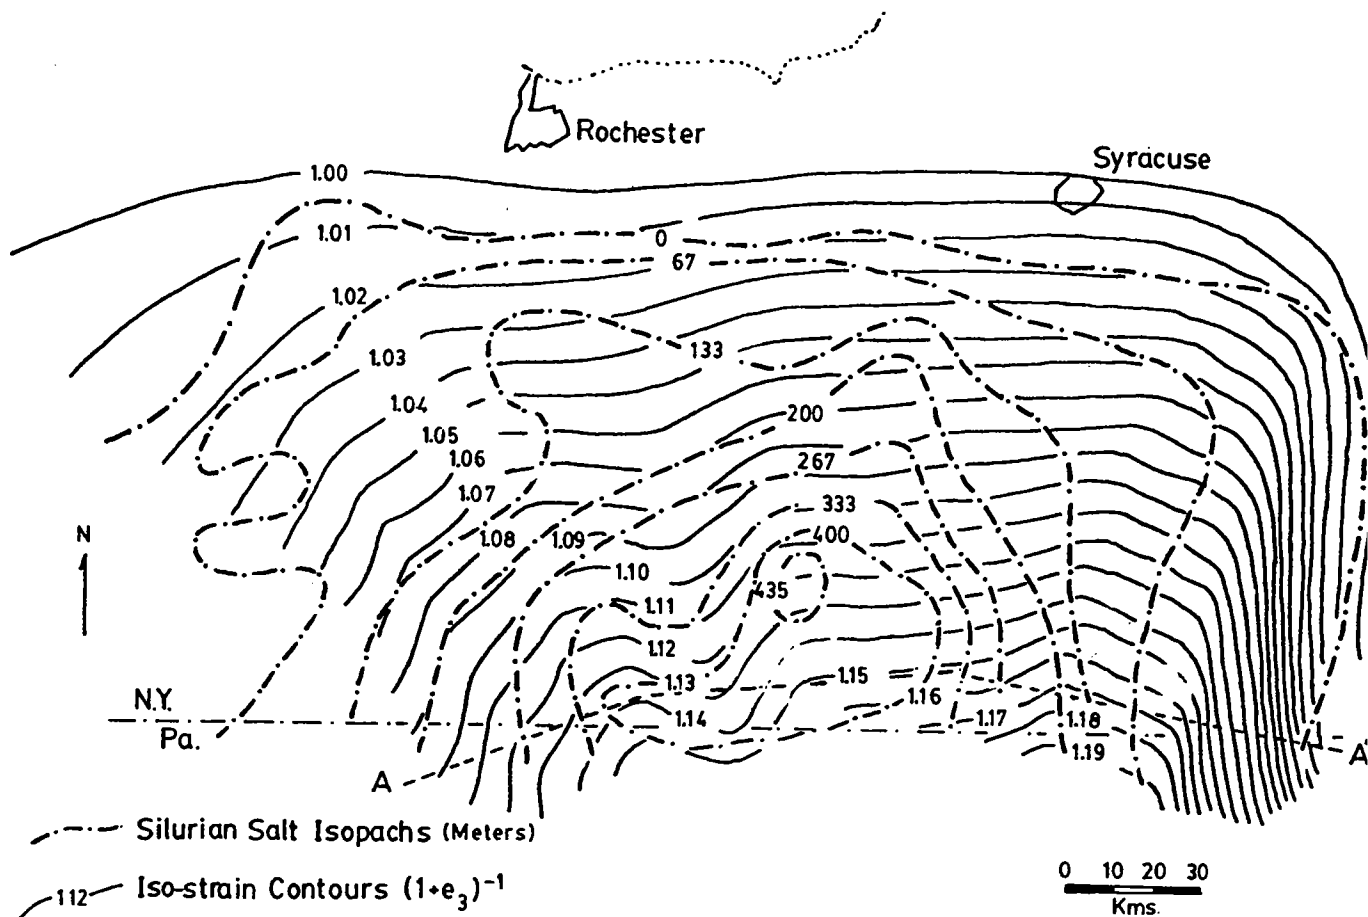 Rochester
Syracuse
1.00
1.01
0
67
1.02
1.03
133
1.04
200
1.05
1.06
267
1.07
333
1.08
1.09
400
1.10
435
1.11
1.12
1.13
1.15
1.14
1.16
1.17
1.18
1.19
N
N.Y.
Pa.
A
A'
Silurian Salt Isopachs (Meters)
112 Iso-strain Contours (1+e₃)⁻¹
0 10 20 30
Kms.